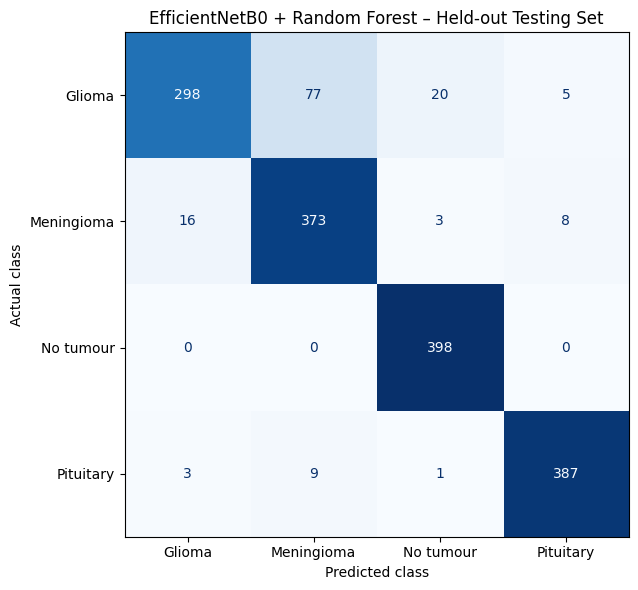 EfficientNetB0 + Random Forest – Held-out Testing Set
Glioma 298 77 20 5
Meningioma 16 373 3 8
No tumour 0 0 398 0
Pituitary 3 9 1 387
Glioma Meningioma No tumour Pituitary
Predicted class
Actual class